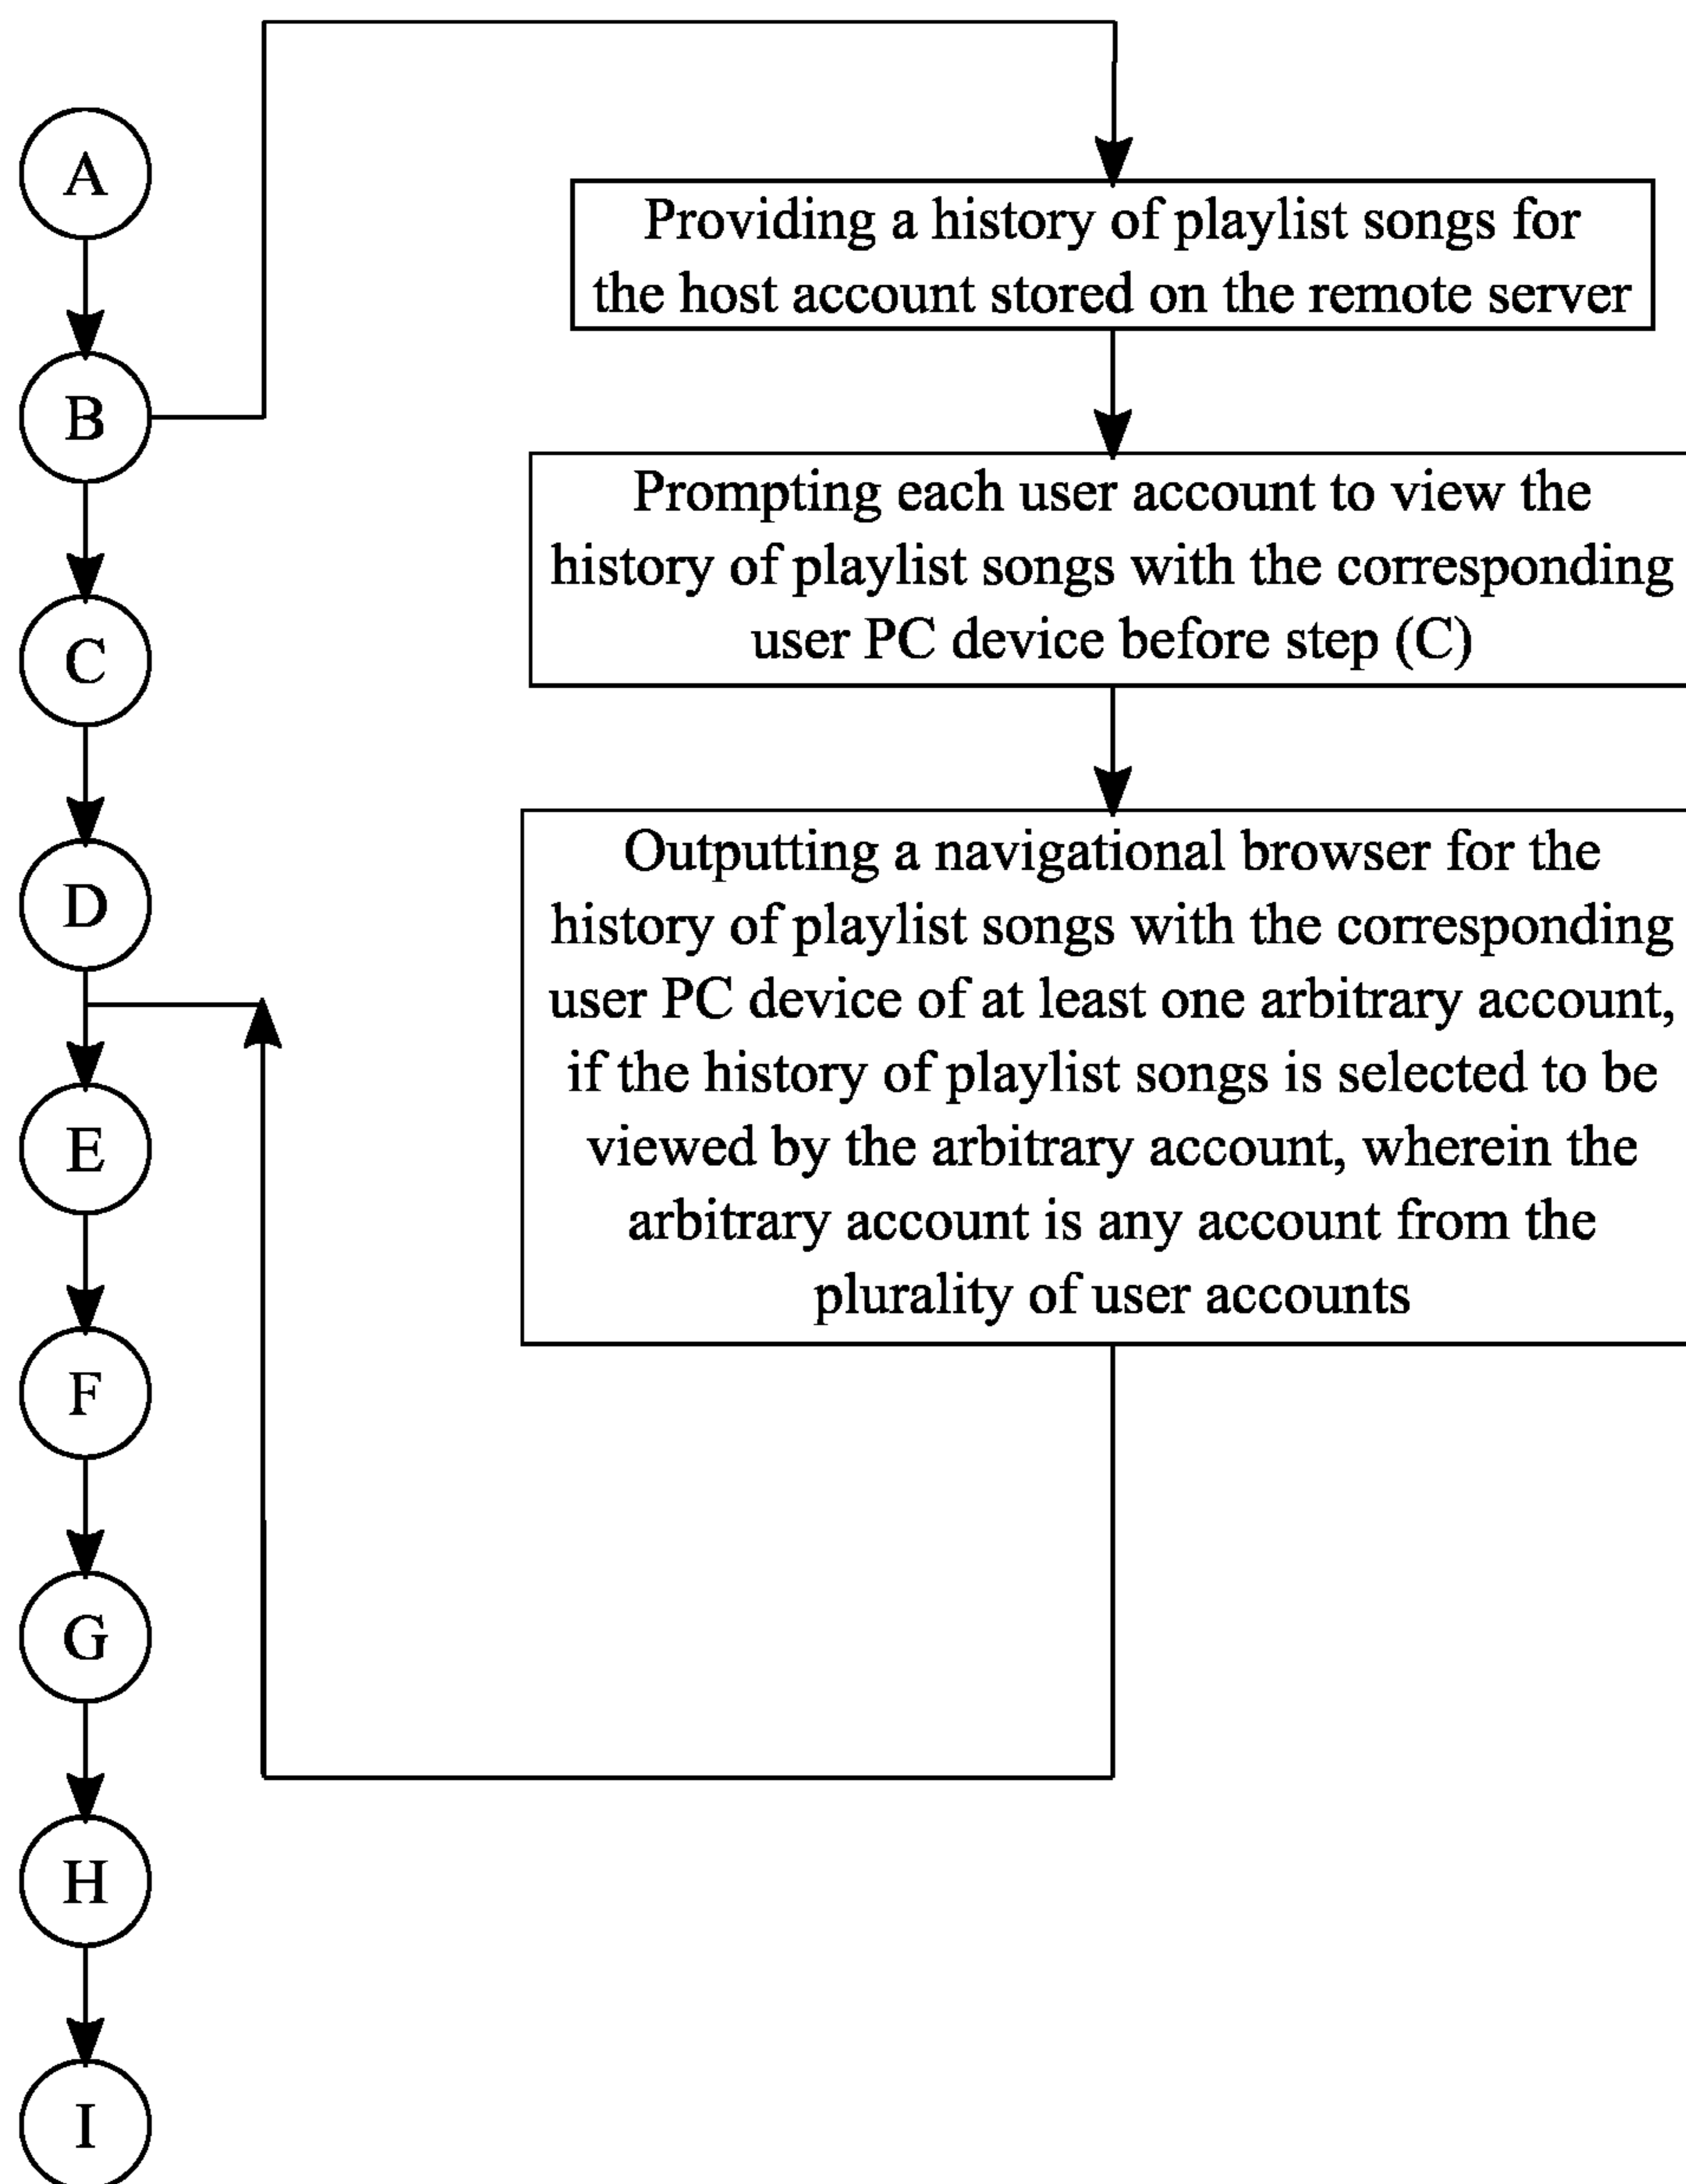 A
B
C
D
E
F
G
H
I
Providing a history of playlist songs for
the host account stored on the remote server
Prompting each user account to view the
history of playlist songs with the corresponding
user PC device before step (C)
Outputting a navigational browser for the
history of playlist songs with the corresponding
user PC device of at least one arbitrary account,
if the history of playlist songs is selected to be
viewed by the arbitrary account, wherein the
arbitrary account is any account from the
plurality of user accounts